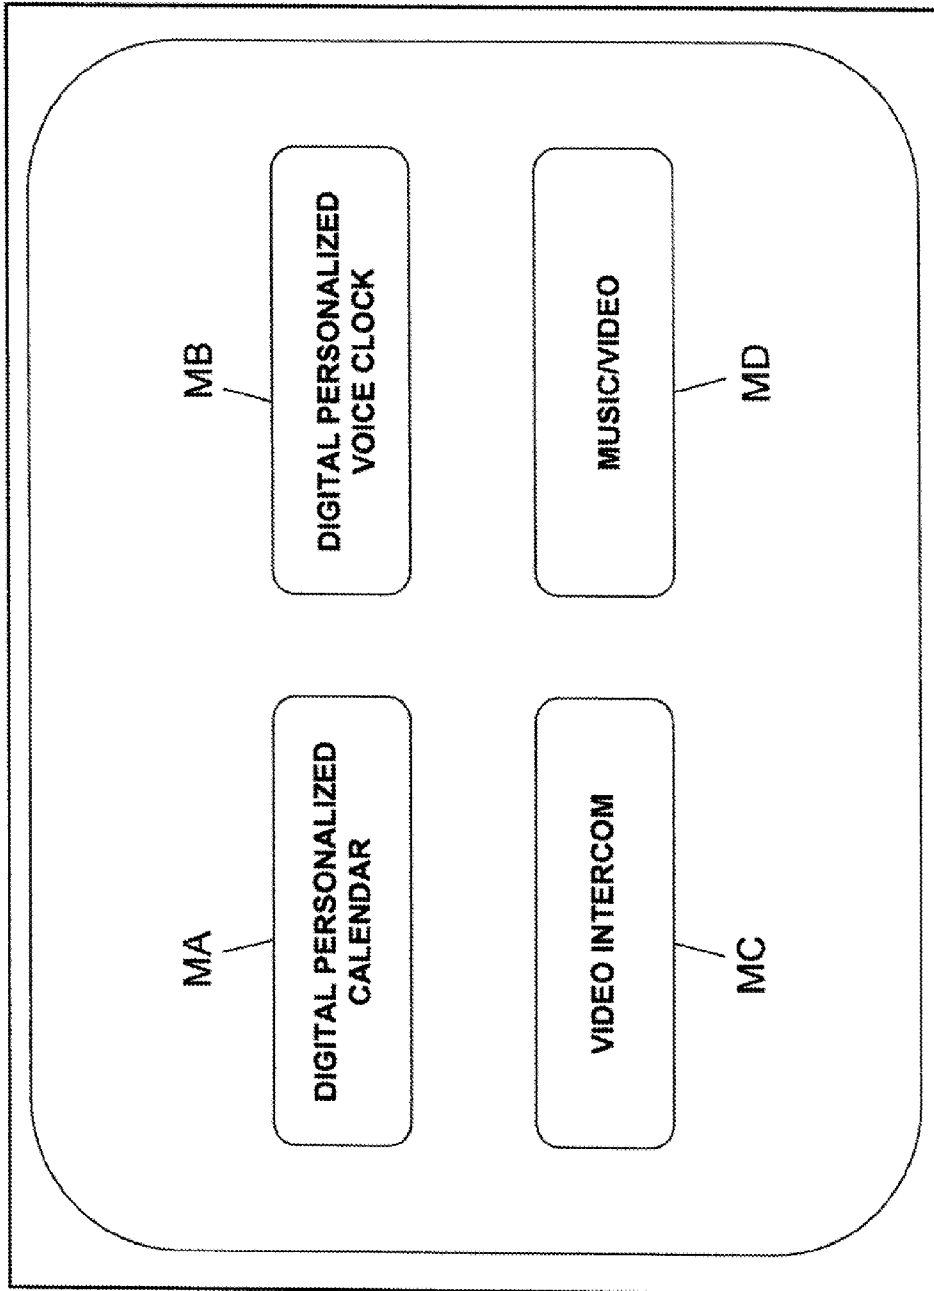 MA
DIGITAL PERSONALIZED
CALENDAR
MB
DIGITAL PERSONALIZED
VOICE CLOCK
VIDEO INTERCOM
MC
MUSIC/VIDEO
MD